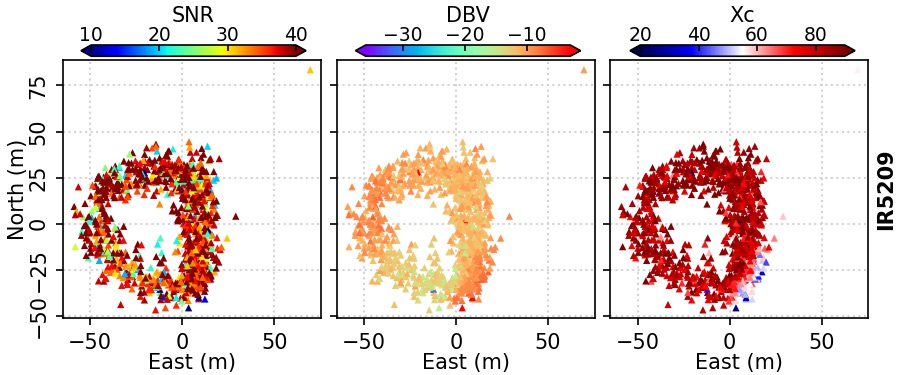 SNR DBV Xc
10 20 30 40 −30 −20 −10 20 40 60 80
75
50
25
0
−25
−50
North (m)
IR5209
−50 0 50 −50 0 50 −50 0 50
East (m) East (m) East (m)